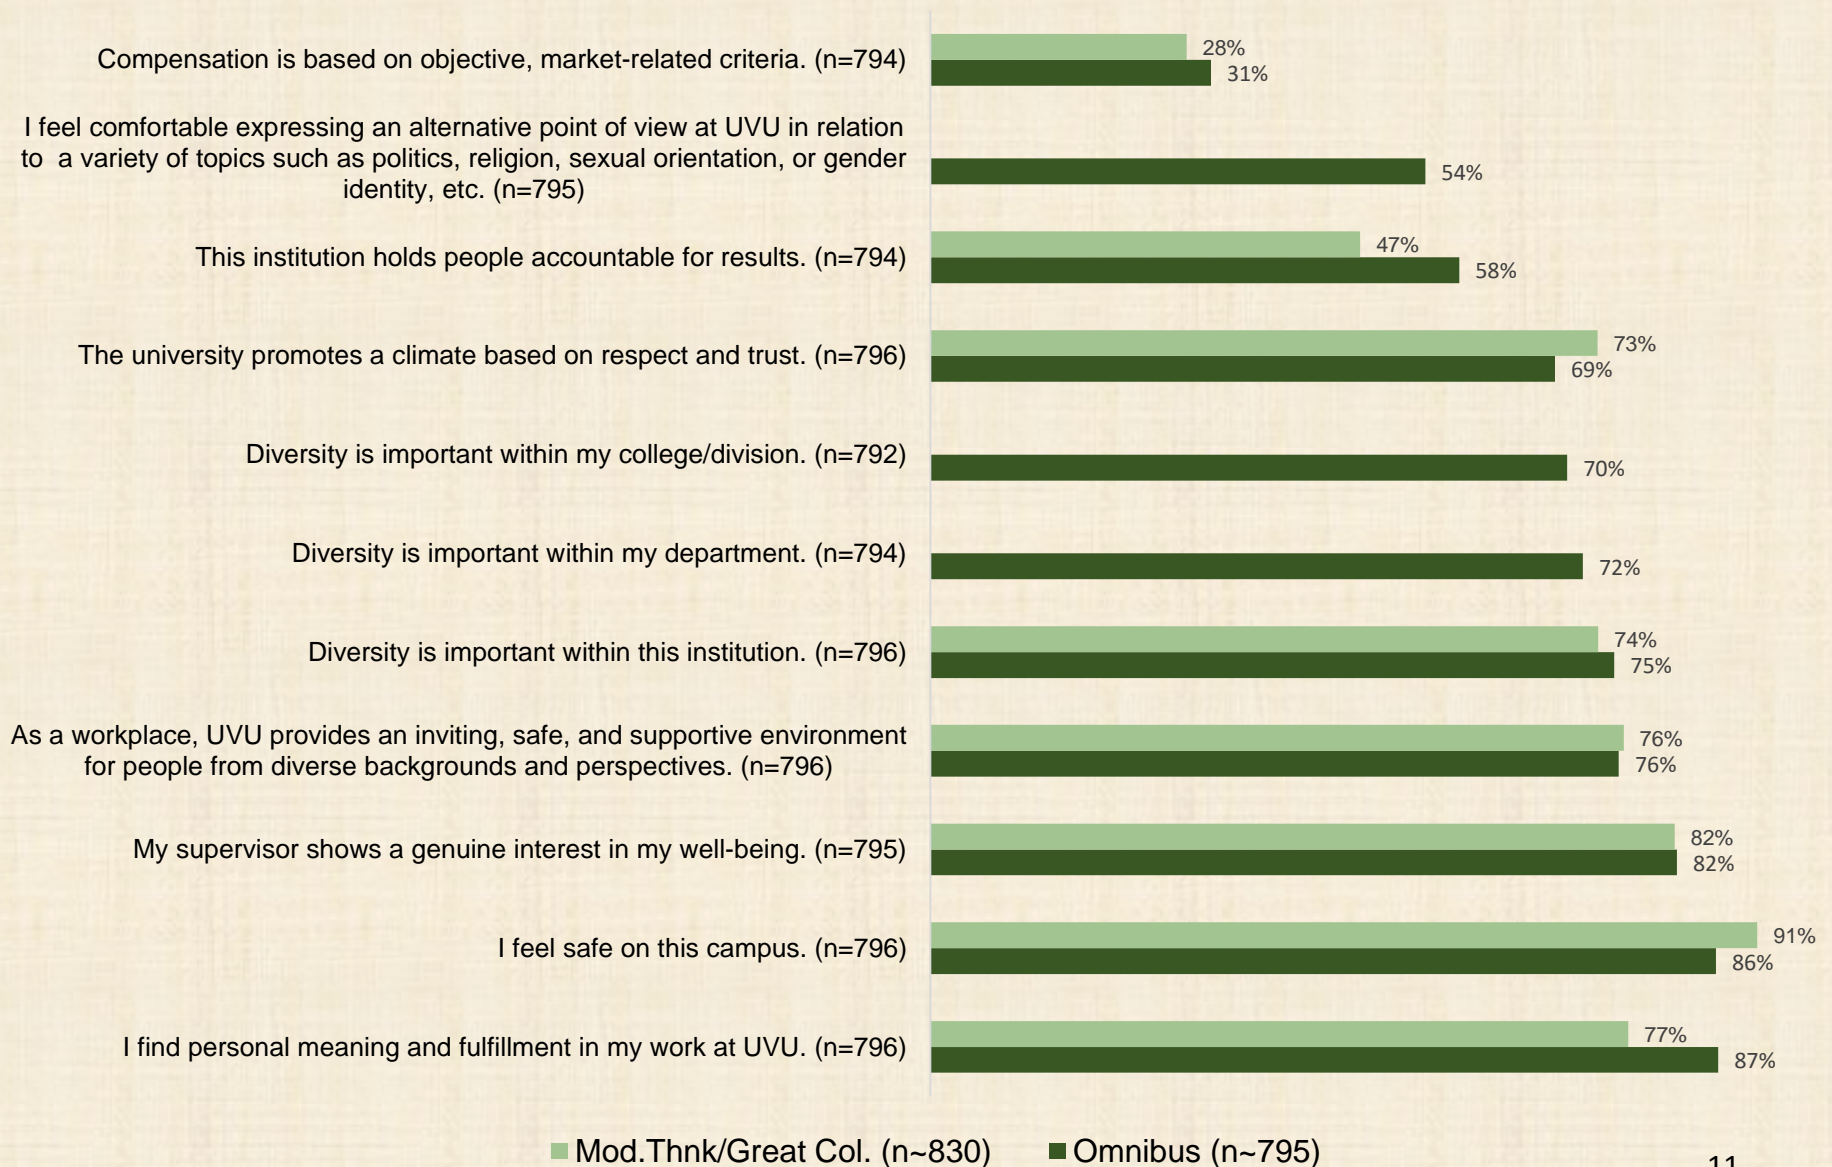 Compensation is based on objective, market-related criteria. (n=794)
28%
31%
I feel comfortable expressing an alternative point of view at UVU in relation
to  a variety of topics such as politics, religion, sexual orientation, or gender
identity, etc. (n=795)
54%
This institution holds people accountable for results. (n=794)
47%
58%
The university promotes a climate based on respect and trust. (n=796)
73%
69%
Diversity is important within my college/division. (n=792)
70%
Diversity is important within my department. (n=794)
72%
Diversity is important within this institution. (n=796)
74%
75%
As a workplace, UVU provides an inviting, safe, and supportive environment
for people from diverse backgrounds and perspectives. (n=796)
76%
76%
My supervisor shows a genuine interest in my well-being. (n=795)
82%
82%
I feel safe on this campus. (n=796)
91%
86%
I find personal meaning and fulfillment in my work at UVU. (n=796)
77%
87%
Mod.Thnk/Great Col. (n~830)
Omnibus (n~795)
11